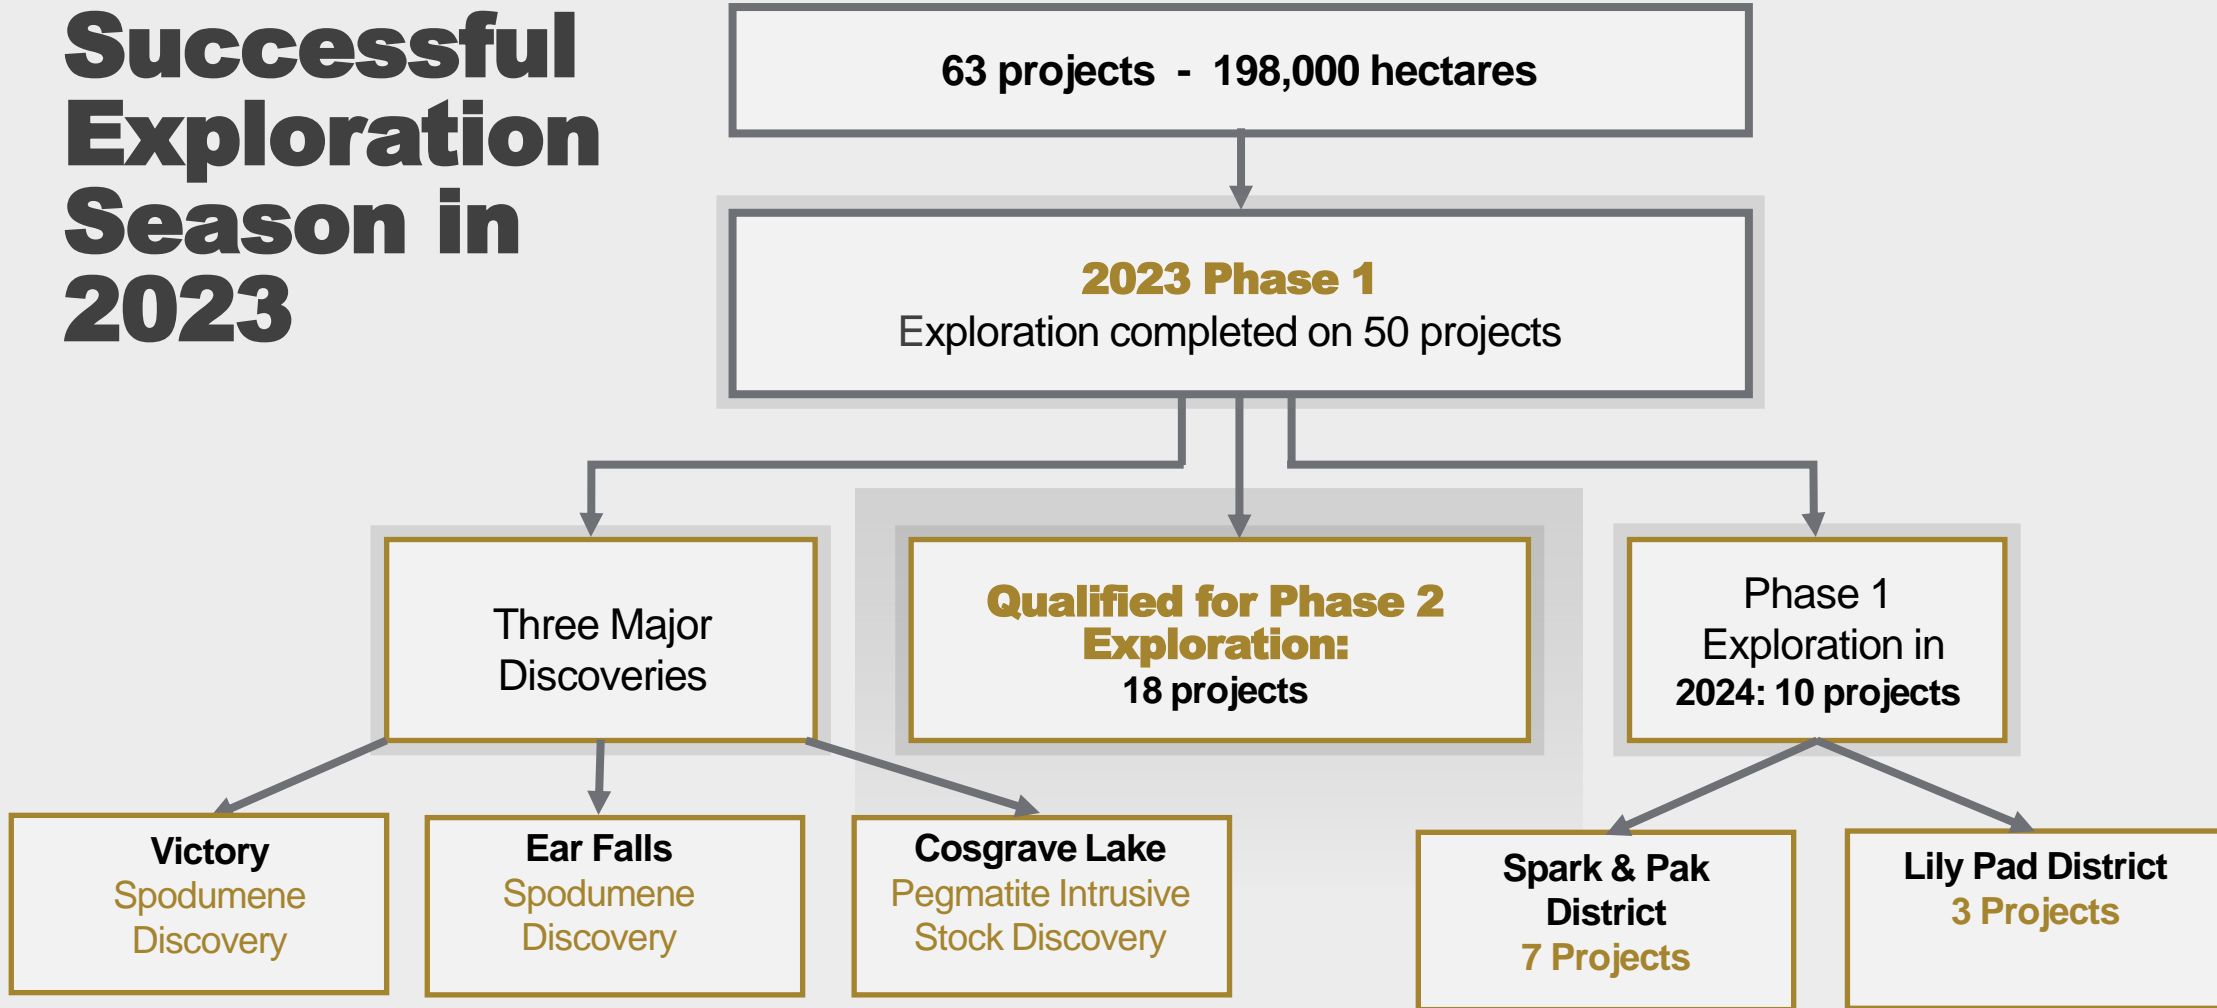 Successful
Exploration
Season in
2023
63 projects - 198,000 hectares
2023 Phase 1
Exploration completed on 50 projects
Three Major
Discoveries
Qualified for Phase 2
Exploration:
18 projects
Phase 1
Exploration in
2024: 10 projects
Victory
Spodumene
Discovery
Ear Falls
Spodumene
Discovery
Cosgrave Lake
Pegmatite Intrusive
Stock Discovery
Spark & Pak
District
7 Projects
Lily Pad District
3 Projects